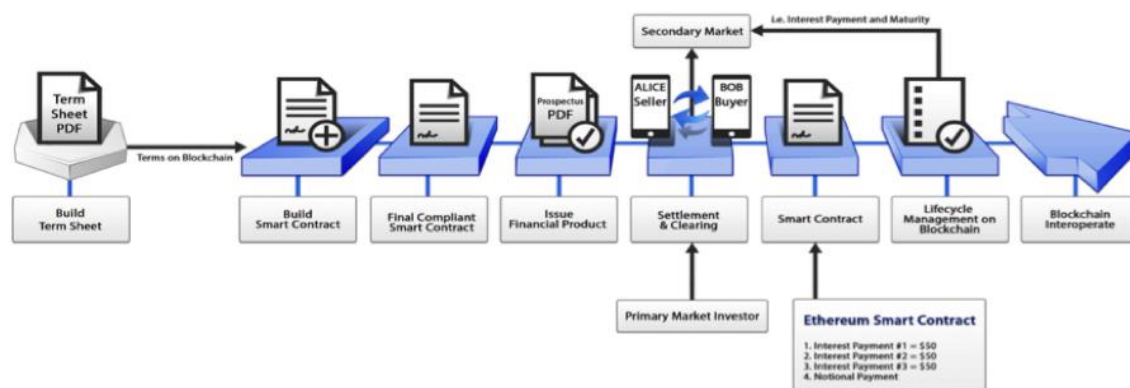 i.e. Interest Payment and Maturity
Secondary Market
Term
Sheet
PDF
Prospectus
PDF
ALICE
Seller
BOB
Buyer
Terms on Blockchain
Build
Term Sheet
Build
Smart Contract
Final Compliant
Smart Contract
Issue
Financial Product
Settlement
& Clearing
Smart Contract
Lifecycle
Management on
Blockchain
Blockchain
Interoperate
Primary Market Investor
Ethereum Smart Contract
1. Interest Payment #1 = $50
2. Interest Payment #2 = $50
3. Interest Payment #3 = $50
4. Notional Payment